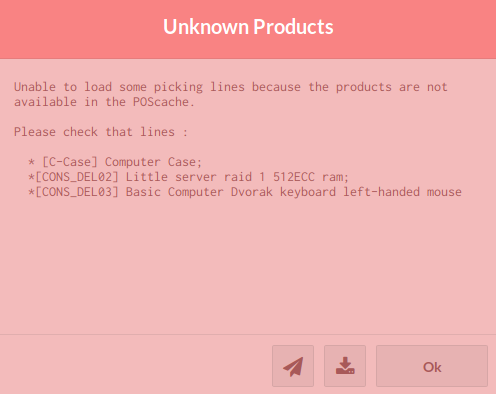 Unknown Products
Unable to load some picking lines because the products are not
available in the POScache.
Please check that lines :
* [C-Case] Computer Case;
*[CONS_DEL02] Little server raid 1 512ECC ram;
*[CONS_DEL03] Basic Computer Dvorak keyboard left-handed mouse
Ok